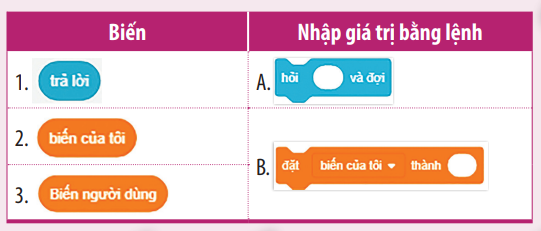 Biến Nhập giá trị bằng lệnh
1. trả lời A. hỏi và đợi
2. biến của tôi
B. đặt biến của tôi thành
3. Biến người dùng